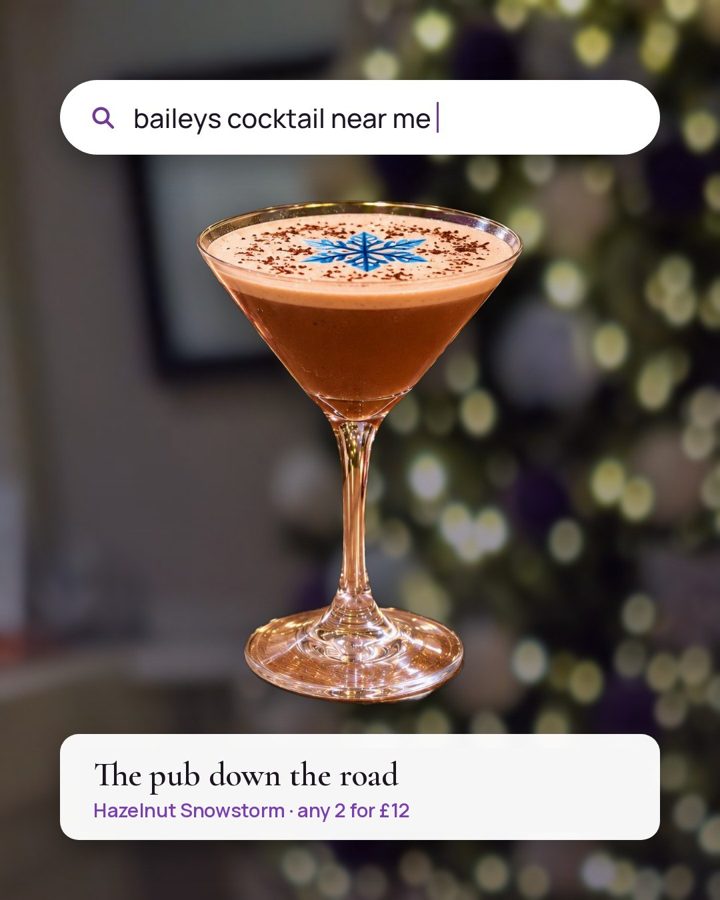 baileys cocktail near me
The pub down the road
Hazelnut Snowstorm · any 2 for £12